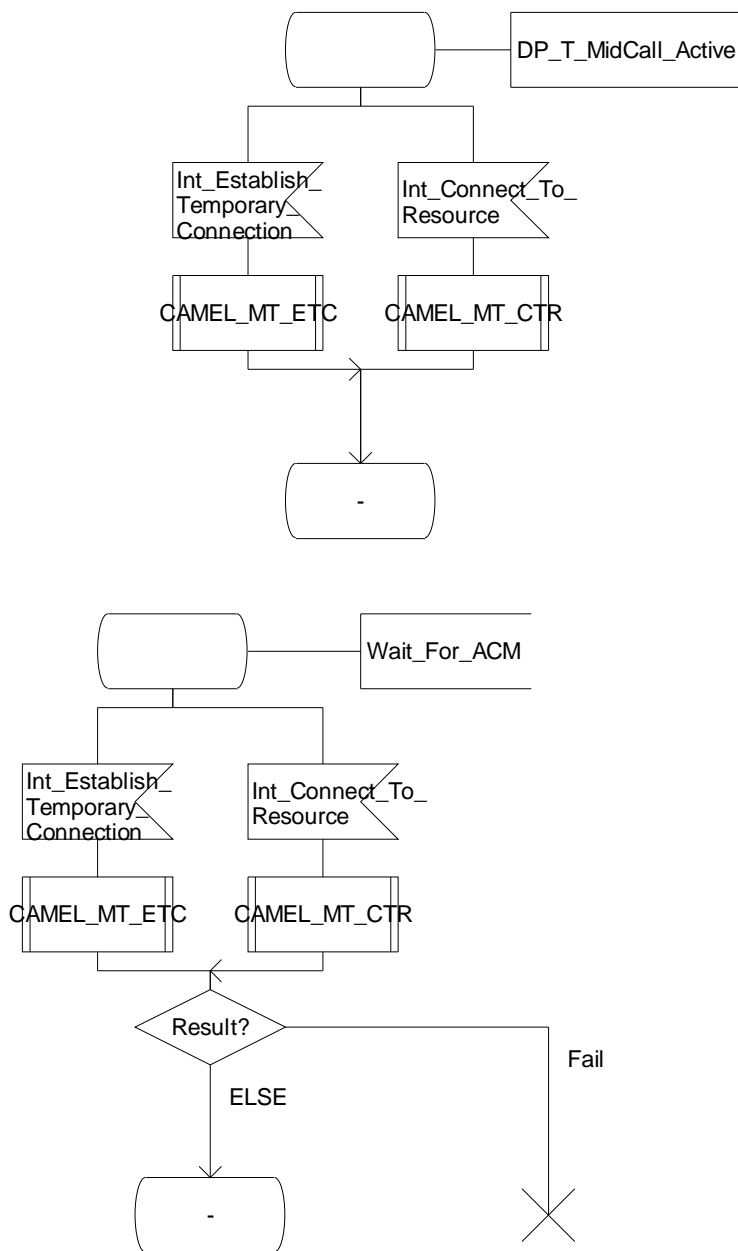 DP_T_MidCall_Active
Int_Establish_
Temporary_
Connection
Int_Connect_To_
Resource
CAMEL_MT_ETC
CAMEL_MT_CTR
-
Wait_For_ACM
Int_Establish_
Temporary_
Connection
Int_Connect_To_
Resource
CAMEL_MT_ETC
CAMEL_MT_CTR
Result?
Fail
ELSE
-